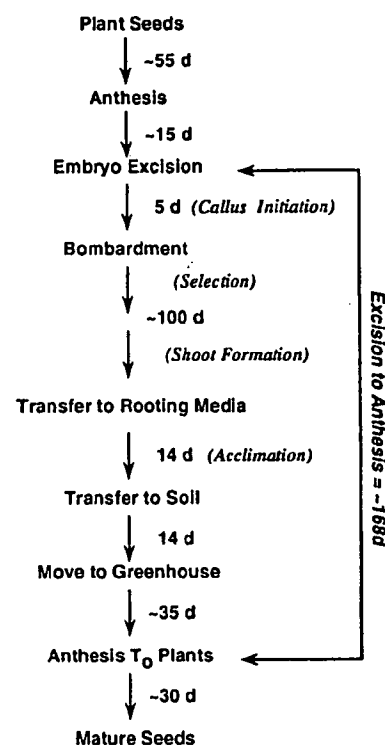 Plant Seeds
~55 d
Anthesis
~15 d
Embryo Excision
5 d (Callus Initiation)
Bombardment
(Selection)
~100 d
(Shoot Formation)
Transfer to Rooting Media
14 d (Acclimation)
Transfer to Soil
14 d
Move to Greenhouse
~35 d
Anthesis T₀ Plants
~30 d
Mature Seeds
Excision to Anthesis = ~168d